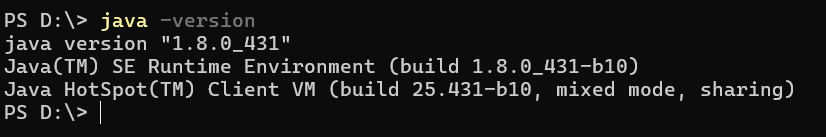 PS D:\> java -version
java version "1.8.0_431"
Java(TM) SE Runtime Environment (build 1.8.0_431-b10)
Java HotSpot(TM) Client VM (build 25.431-b10, mixed mode, sharing)
PS D:\>